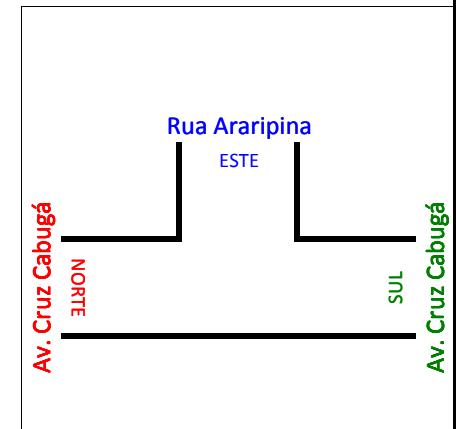 Rua Araripina
ESTE
Av. Cruz Cabugá
NORTE
SUL
Av. Cruz Cabugá